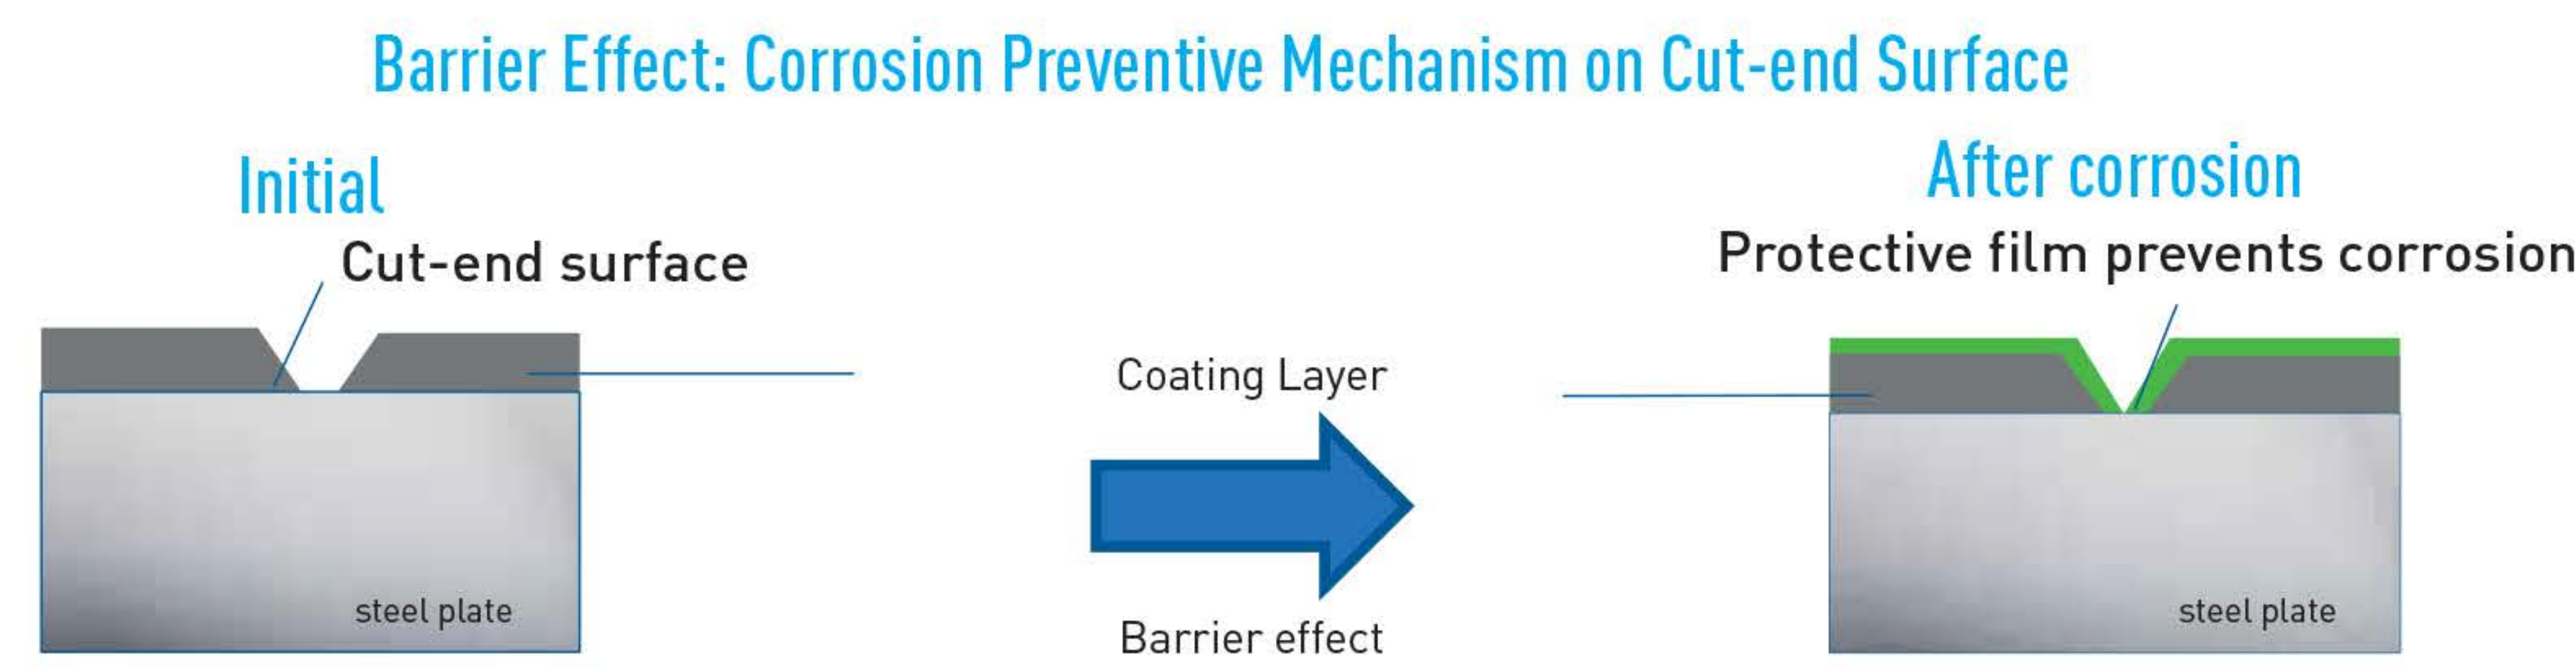 Barrier Effect: Corrosion Preventive Mechanism on Cut-end Surface
Initial
Cut-end surface
steel plate
Coating Layer
Barrier effect
After corrosion
Protective film prevents corrosion
steel plate